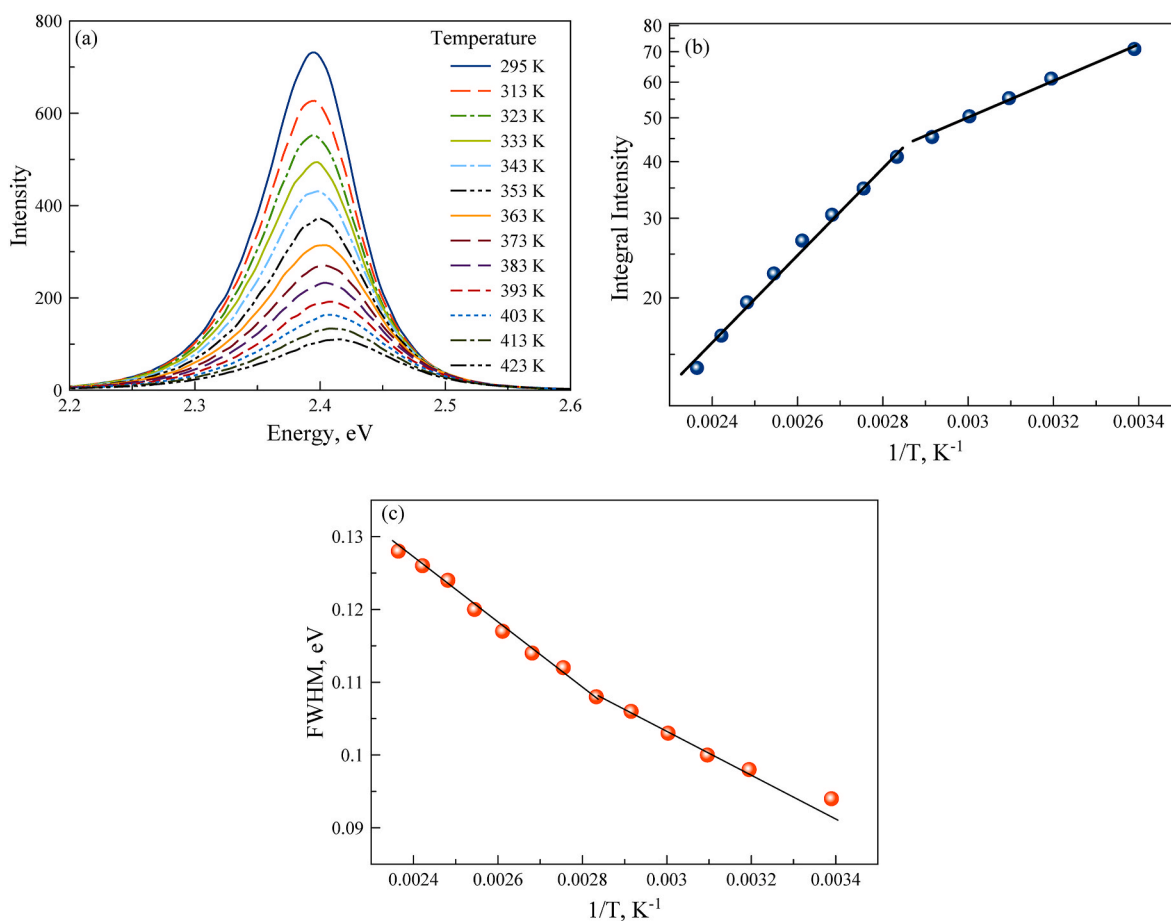 (a)
Temperature
295 K
313 K
323 K
333 K
343 K
353 K
363 K
373 K
383 K
393 K
403 K
413 K
423 K
800
600
400
200
0
Intensity
2.2 2.3 2.4 2.5 2.6
Energy, eV
(b)
80
70
60
50
40
30
20
Integral Intensity
0.0024 0.0026 0.0028 0.003 0.0032 0.0034
1/T, K⁻¹
(c)
0.13
0.12
0.11
0.1
0.09
FWHM, eV
0.0024 0.0026 0.0028 0.003 0.0032 0.0034
1/T, K⁻¹